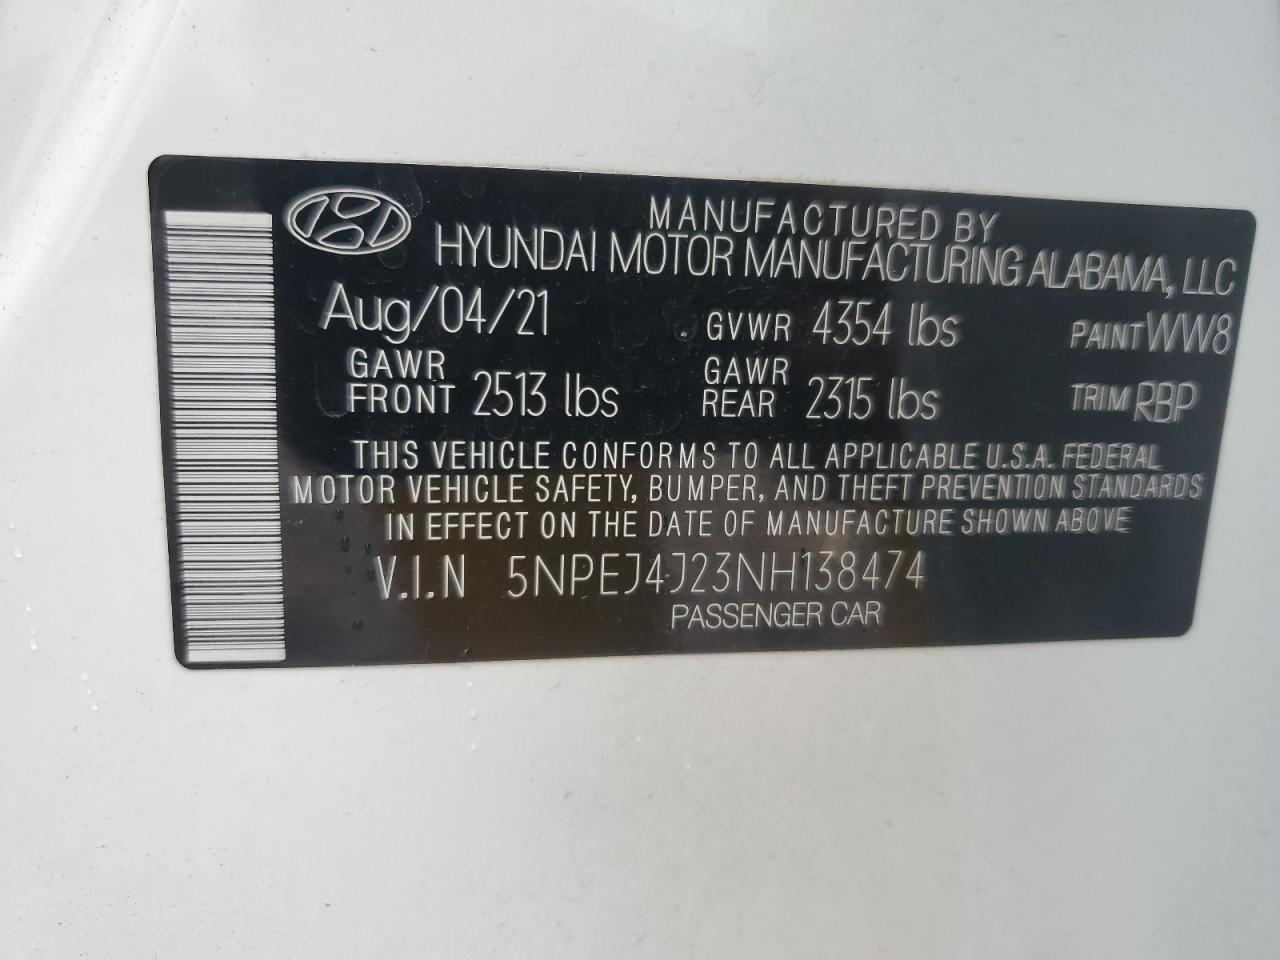 MANUFACTURED BY
HYUNDAI MOTOR MANUFACTURING ALABAMA, LLC
Aug/04/21 GVWR 4354 lbs PAINT WW8
GAWR FRONT 2513 lbs GAWR REAR 2315 lbs TRIM RBP
THIS VEHICLE CONFORMS TO ALL APPLICABLE U.S.A. FEDERAL
MOTOR VEHICLE SAFETY, BUMPER, AND THEFT PREVENTION STANDARDS
IN EFFECT ON THE DATE OF MANUFACTURE SHOWN ABOVE
V.I.N 5NPEJ4J23NH138474
PASSENGER CAR